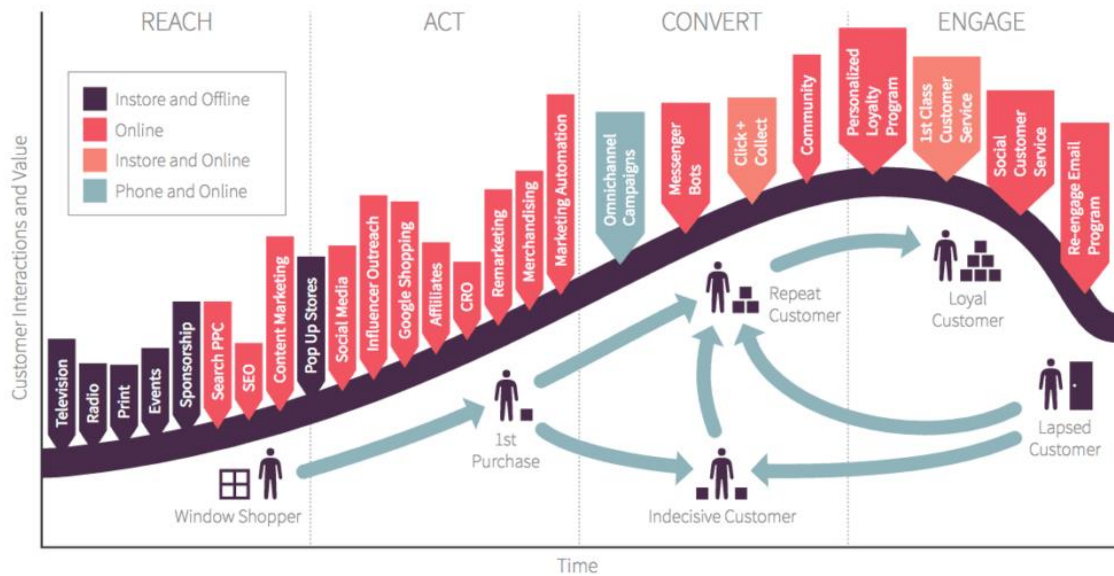 REACH
ACT
CONVERT
ENGAGE
Instore and Offline
Online
Instore and Online
Phone and Online
Customer Interactions and Value
Television
Radio
Print
Events
Sponsorship
Search PPC
SEO
Content Marketing
Pop Up Stores
Social Media
Influencer Outreach
Google Shopping
Affilliates
CRO
Remarketing
Merchandising
Marketing Automation
Omnichannel
Campaigns
Messenger
Bots
Click +
Collect
Community
Personalized
Loyalty
Program
1st Class
Customer
Service
Social
Customer
Service
Re-engage Email
Program
Window Shopper
1st
Purchase
Repeat
Customer
Indecisive Customer
Loyal
Customer
Lapsed
Customer
Time